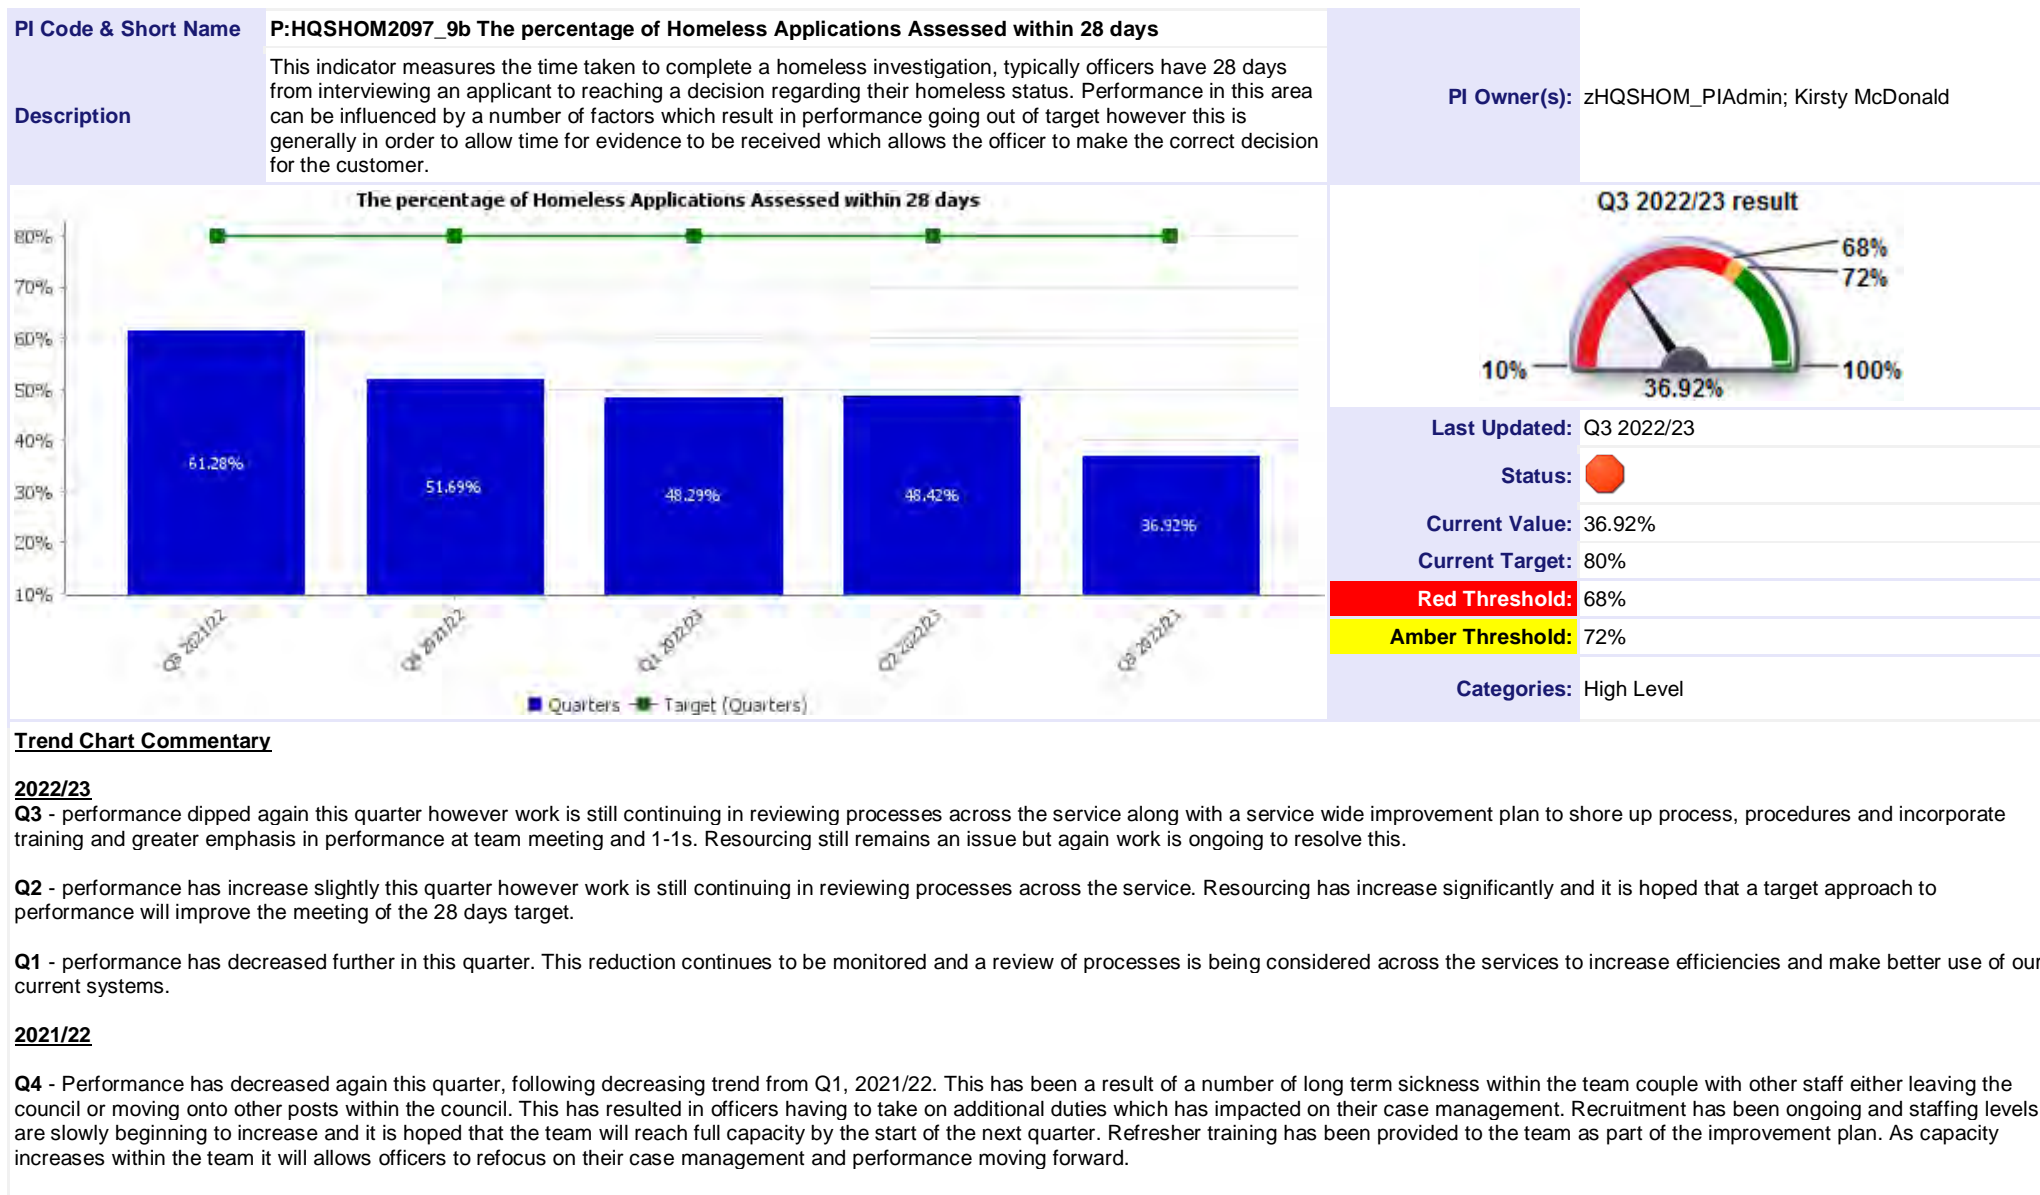 PI Code & Short Name
P:HQSHOM2097_9b The percentage of Homeless Applications Assessed within 28 days
Description
This indicator measures the time taken to complete a homeless investigation, typically officers have 28 days
from interviewing an applicant to reaching a decision regarding their homeless status. Performance in this area
can be influenced by a number of factors which result in performance going out of target however this is
generally in order to allow time for evidence to be received which allows the officer to make the correct decision
for the customer.
PI Owner(s): zHQSHOM_PIAdmin; Kirsty McDonald
The percentage of Homeless Applications Assessed within 28 days
80%
70%
60%
50%
40%
30%
20%
10%
61.28%
51.69%
48.29%
48.42%
36.92%
Q3 2021/22
Q4 2021/22
Q1 2022/23
Q2 2022/23
Q3 2022/23
Quarters Target (Quarters)
Q3 2022/23 result
68%
72%
10%
100%
36.92%
Last Updated: Q3 2022/23
Status:
Current Value: 36.92%
Current Target: 80%
Red Threshold: 68%
Amber Threshold: 72%
Categories: High Level
Trend Chart Commentary
2022/23
Q3 - performance dipped again this quarter however work is still continuing in reviewing processes across the service along with a service wide improvement plan to shore up process, procedures and incorporate
training and greater emphasis in performance at team meeting and 1-1s. Resourcing still remains an issue but again work is ongoing to resolve this.
Q2 - performance has increase slightly this quarter however work is still continuing in reviewing processes across the service. Resourcing has increase significantly and it is hoped that a target approach to
performance will improve the meeting of the 28 days target.
Q1 - performance has decreased further in this quarter. This reduction continues to be monitored and a review of processes is being considered across the services to increase efficiencies and make better use of our
current systems.
2021/22
Q4 - Performance has decreased again this quarter, following decreasing trend from Q1, 2021/22. This has been a result of a number of long term sickness within the team couple with other staff either leaving the
council or moving onto other posts within the council. This has resulted in officers having to take on additional duties which has impacted on their case management. Recruitment has been ongoing and staffing levels
are slowly beginning to increase and it is hoped that the team will reach full capacity by the start of the next quarter. Refresher training has been provided to the team as part of the improvement plan. As capacity
increases within the team it will allows officers to refocus on their case management and performance moving forward.